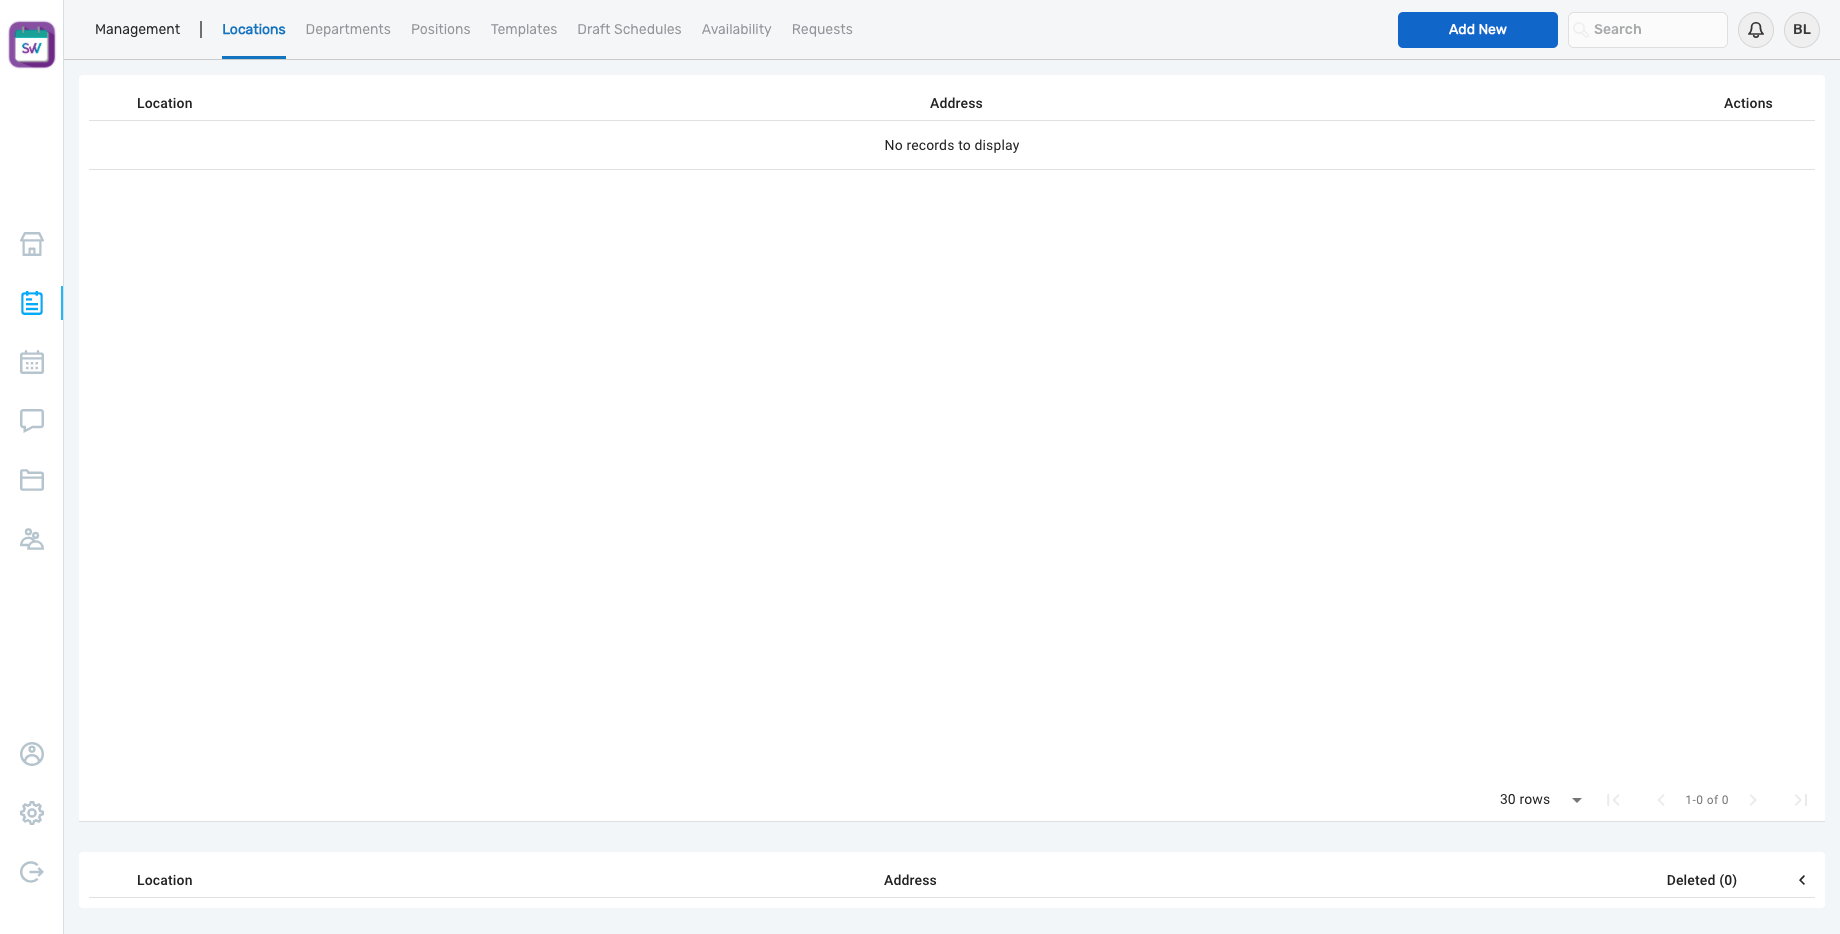 SW
Management | Locations Departments Positions Templates Draft Schedules Availability Requests Add New Search BL
Location Address Actions
No records to display
30 rows 1-0 of 0
Location Address Deleted (0)